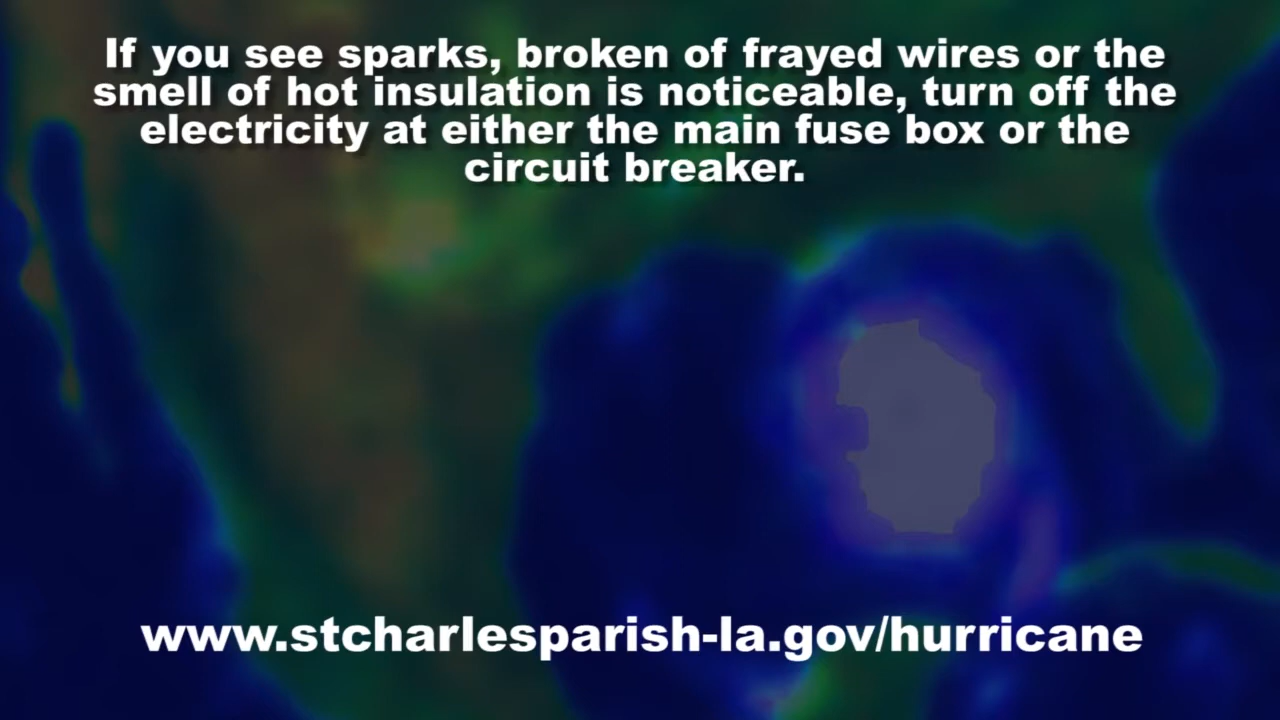 If you see sparks, broken of frayed wires or the
smell of hot insulation is noticeable, turn off the
electricity at either the main fuse box or the
circuit breaker.
www.stcharlesparish-la.gov/hurricane